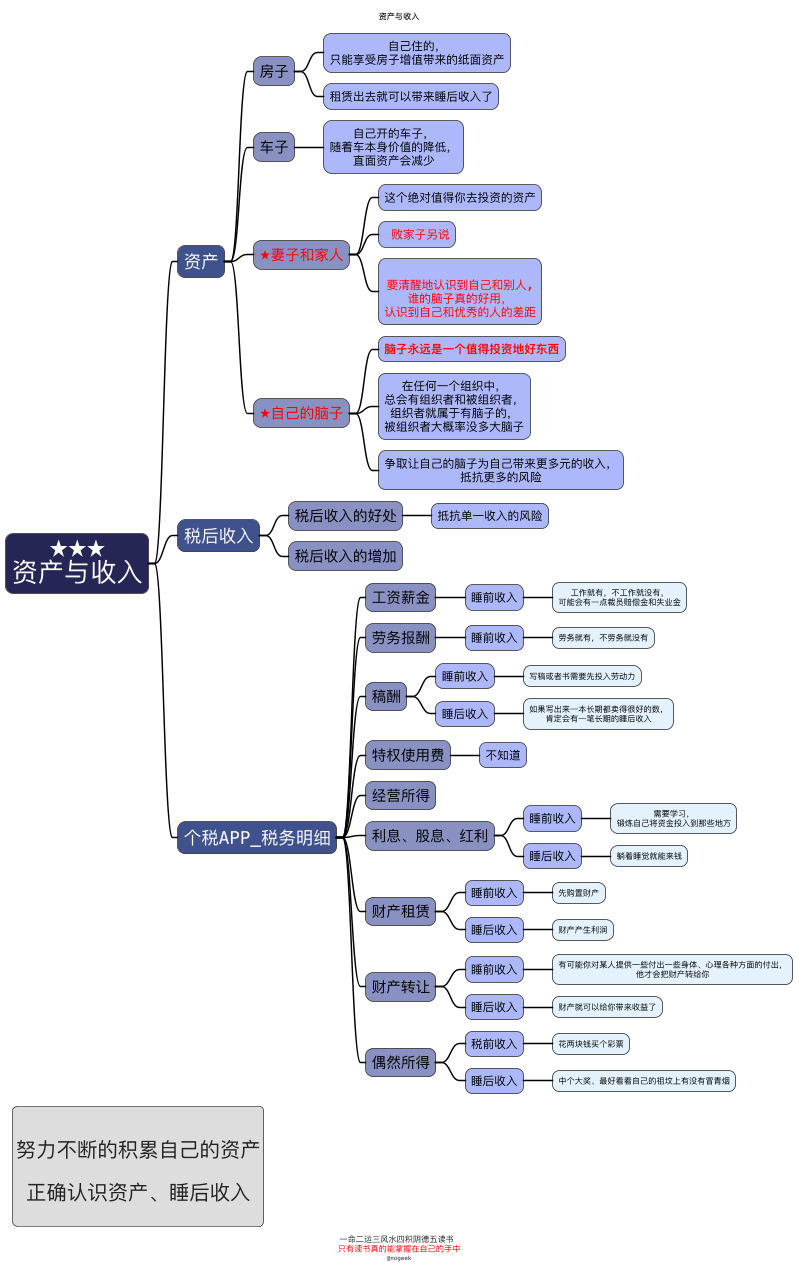 资产与收入
★★★
资产与收入
资产
房子
自己住的，
只能享受房子增值带来的纸面资产
租赁出去就可以带来睡后收入了
车子
自己开的车子，
随着车本身价值的降低，
直面资产会减少
★妻子和家人
这个绝对值得你去投资的资产
败家子另说
要清醒地认识到自己和别人，
谁的脑子真的好用，
认识到自己和优秀的人的差距
★自己的脑子
脑子永远是一个值得投资地好东西
在任何一个组织中，
总会有组织者和被组织者，
组织者就属于有脑子的，
被组织者大概率没多大脑子
争取让自己的脑子为自己带来更多元的收入，
抵抗更多的风险
税后收入
税后收入的好处
抵抗单一收入的风险
税后收入的增加
个税APP_税务明细
工资薪金
睡前收入
工作就有，不工作就没有，
可能会有一点裁员赔偿金和失业金
劳务报酬
睡前收入
劳务就有，不劳务就没有
稿酬
睡前收入
写稿或者书需要先投入劳动力
睡后收入
如果写出来一本长期都卖得很好的数，
肯定会有一笔长期的睡后收入
特权使用费
不知道
经营所得
利息、股息、红利
睡前收入
需要学习，
锻炼自己将资金投入到那些地方
睡后收入
躺着睡觉就能来钱
财产租赁
睡前收入
先购置财产
睡后收入
财产产生利润
财产转让
睡前收入
有可能你对某人提供一些付出一些身体、心理各种方面的付出，
他才会把财产转给你
睡后收入
财产就可以给你带来收益了
偶然所得
税前收入
花两块钱买个彩票
睡后收入
中个大奖、最好看看自己的祖坟上有没有冒青烟
努力不断的积累自己的资产
正确认识资产、睡后收入
一命二运三风水四积阴德五读书
只有读书真的能掌握在自己的手中
@nogeek